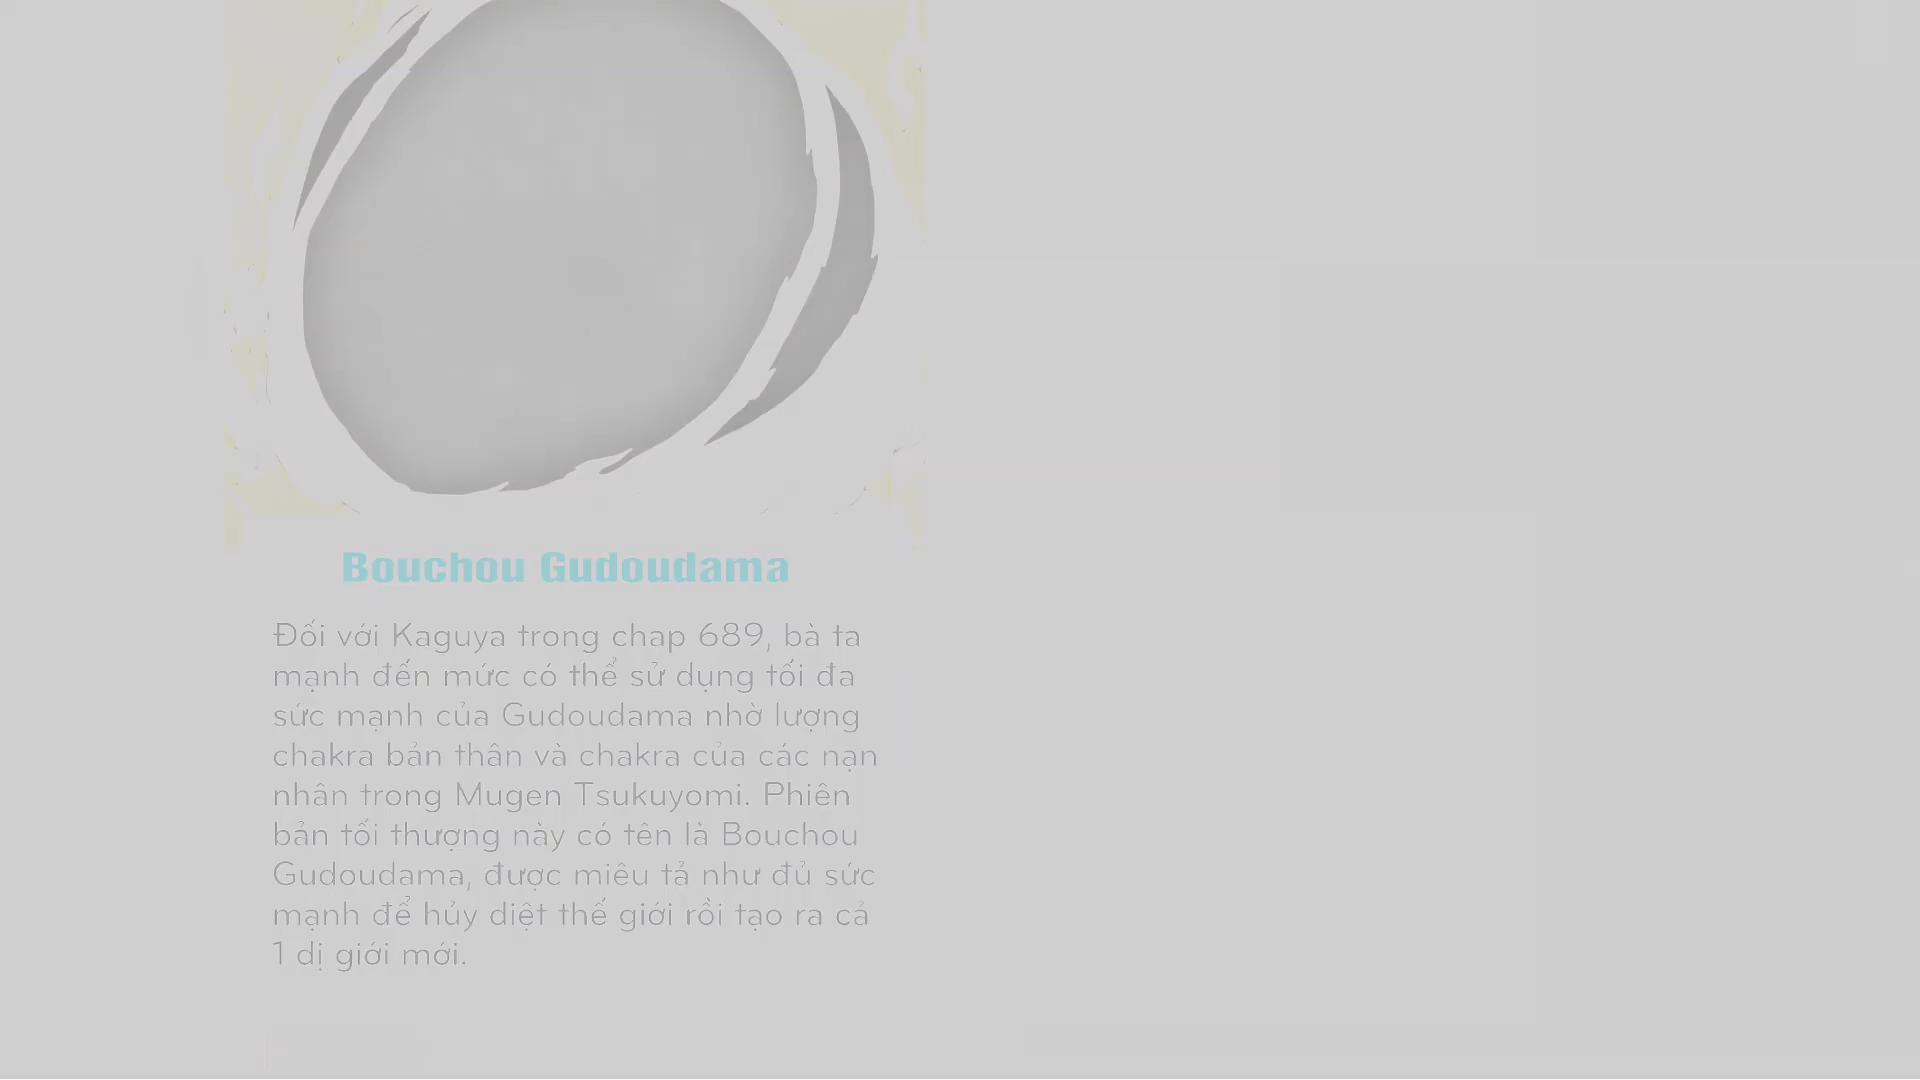 Bouchou Gudoudama
Đối với Kaguya trong chap 689, bà ta
mạnh đến mức có thể sử dụng tối đa
sức mạnh của Gudoudama nhờ lượng
chakra bản thân và chakra của các nạn
nhân trong Mugen Tsukuyomi. Phiên
bản tối thượng này có tên là Bouchou
Gudoudama, được miêu tả như đủ sức
mạnh để hủy diệt thế giới rồi tạo ra cả
1 dị giới mới.